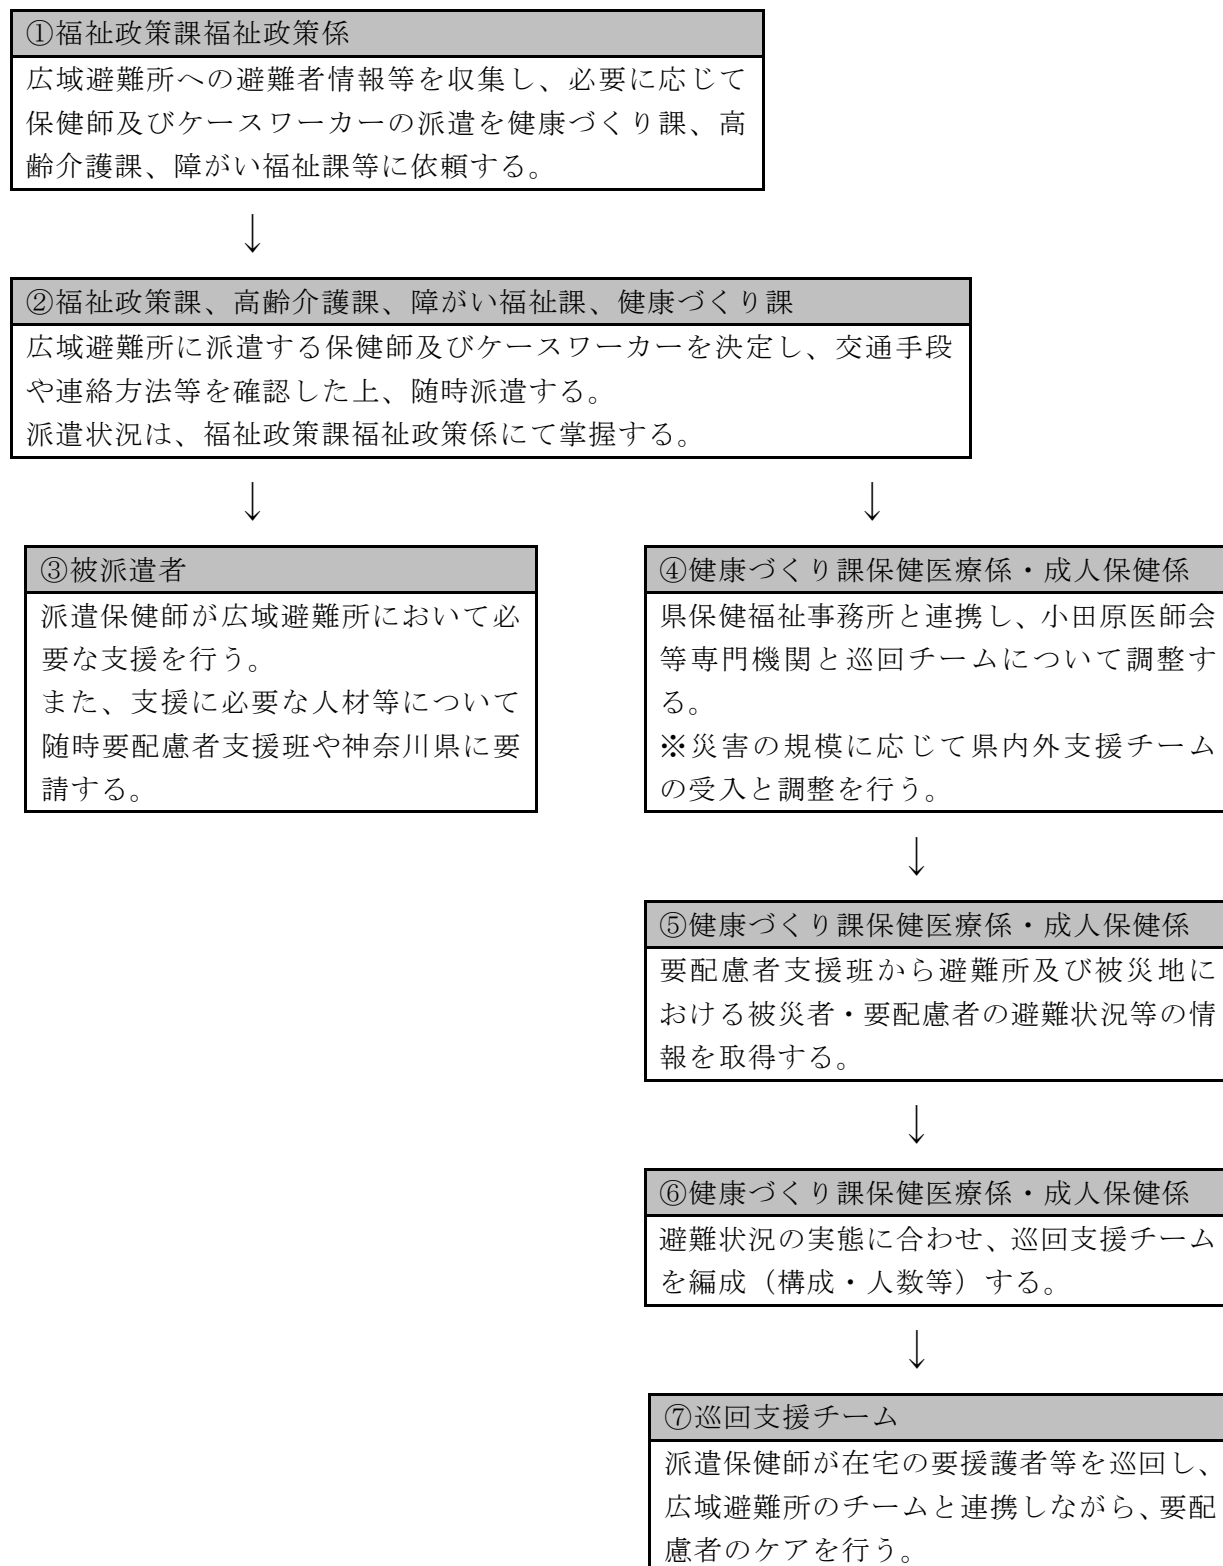 ①福祉政策課福祉政策係
広域避難所への避難者情報等を収集し、必要に応じて
保健師及びケースワーカーの派遣を健康づくり課、高
齢介護課、障がい福祉課等に依頼する。
↓
②福祉政策課、高齢介護課、障がい福祉課、健康づくり課
広域避難所に派遣する保健師及びケースワーカーを決定し、交通手段
や連絡方法等を確認した上、随時派遣する。
派遣状況は、福祉政策課福祉政策係にて掌握する。
↓
↓
③被派遣者
派遣保健師が広域避難所において必
要な支援を行う。
また、支援に必要な人材等について
随時要配慮者支援班や神奈川県に要
請する。
④健康づくり課保健医療係・成人保健係
県保健福祉事務所と連携し、小田原医師会
等専門機関と巡回チームについて調整す
る。
※災害の規模に応じて県内外支援チーム
の受入と調整を行う。
↓
⑤健康づくり課保健医療係・成人保健係
要配慮者支援班から避難所及び被災地に
おける被災者・要配慮者の避難状況等の情
報を取得する。
↓
⑥健康づくり課保健医療係・成人保健係
避難状況の実態に合わせ、巡回支援チーム
を編成（構成・人数等）する。
↓
⑦巡回支援チーム
派遣保健師が在宅の要援護者等を巡回し、
広域避難所のチームと連携しながら、要配
慮者のケアを行う。